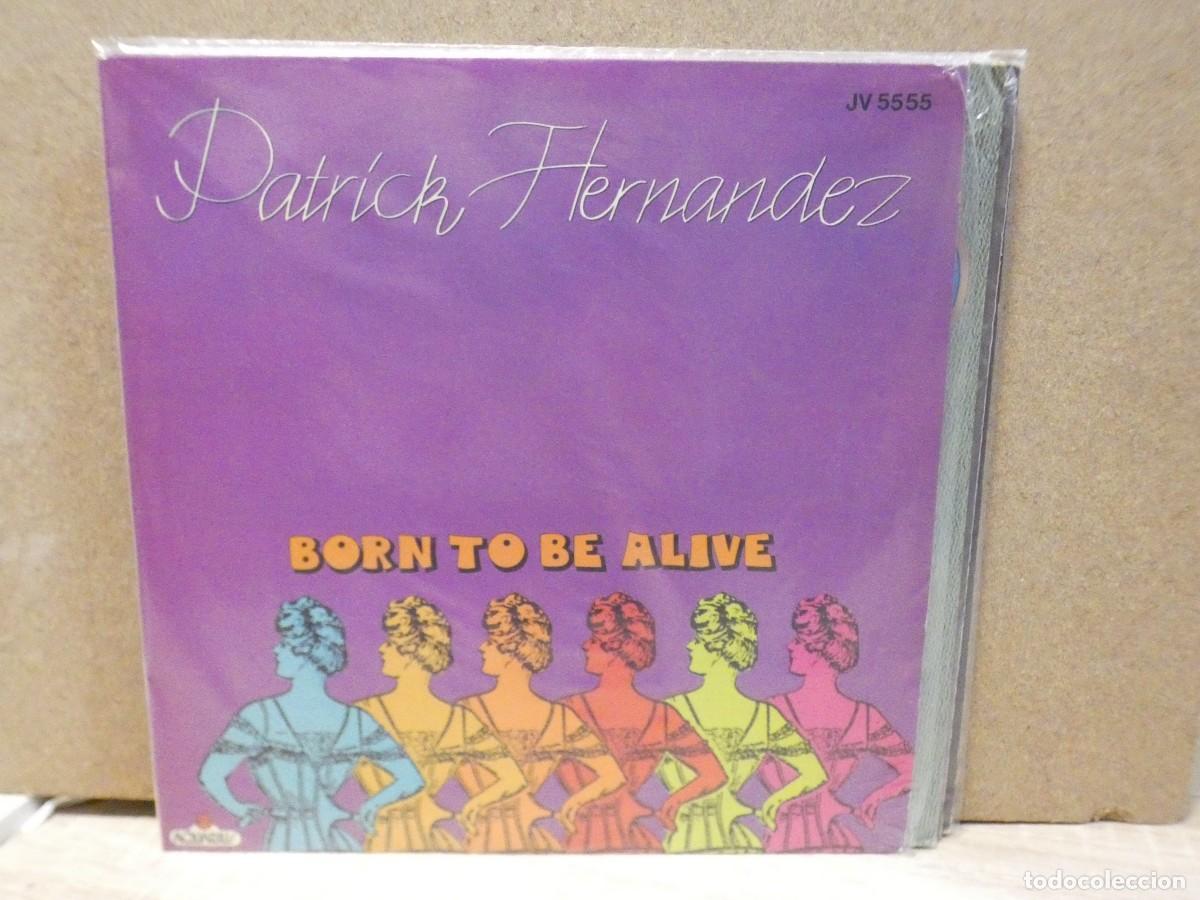 JV 5555
Patrick Hernandez
BORN TO BE ALIVE
todocoleccion